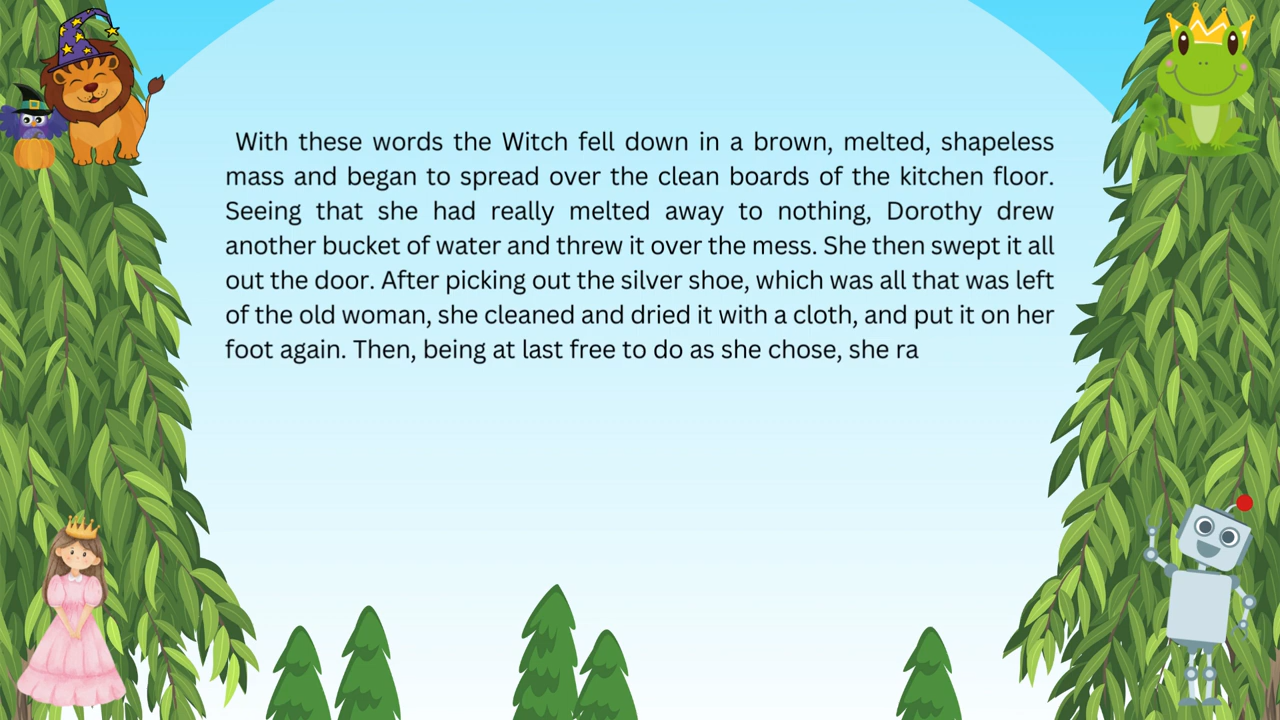 With these words the Witch fell down in a brown, melted, shapeless
mass and began to spread over the clean boards of the kitchen floor.
Seeing that she had really melted away to nothing, Dorothy drew
another bucket of water and threw it over the mess. She then swept it all
out the door. After picking out the silver shoe, which was all that was left
of the old woman, she cleaned and dried it with a cloth, and put it on her
foot again. Then, being at last free to do as she chose, she ra